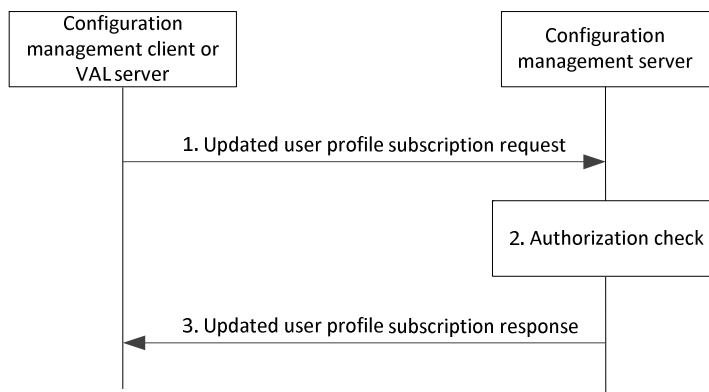 Configuration
management client or
VAL server
Configuration
management server
1. Updated user profile subscription request
2. Authorization check
3. Updated user profile subscription response